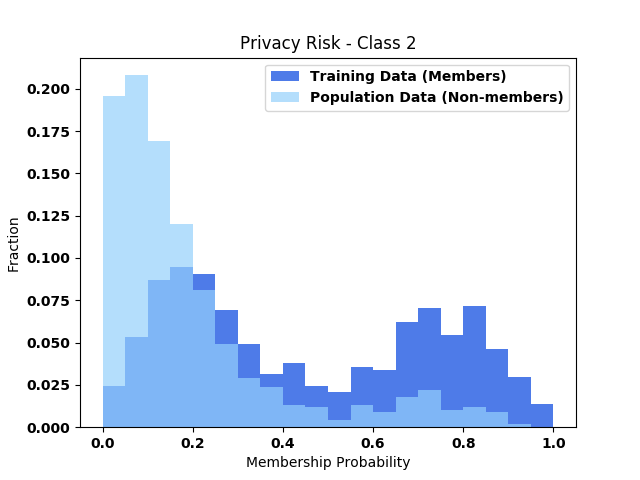 Privacy Risk - Class 2
Training Data (Members)
Population Data (Non-members)
0.200
0.175
0.150
0.125
0.100
0.075
0.050
0.025
0.000
Fraction
0.0 0.2 0.4 0.6 0.8 1.0
Membership Probability